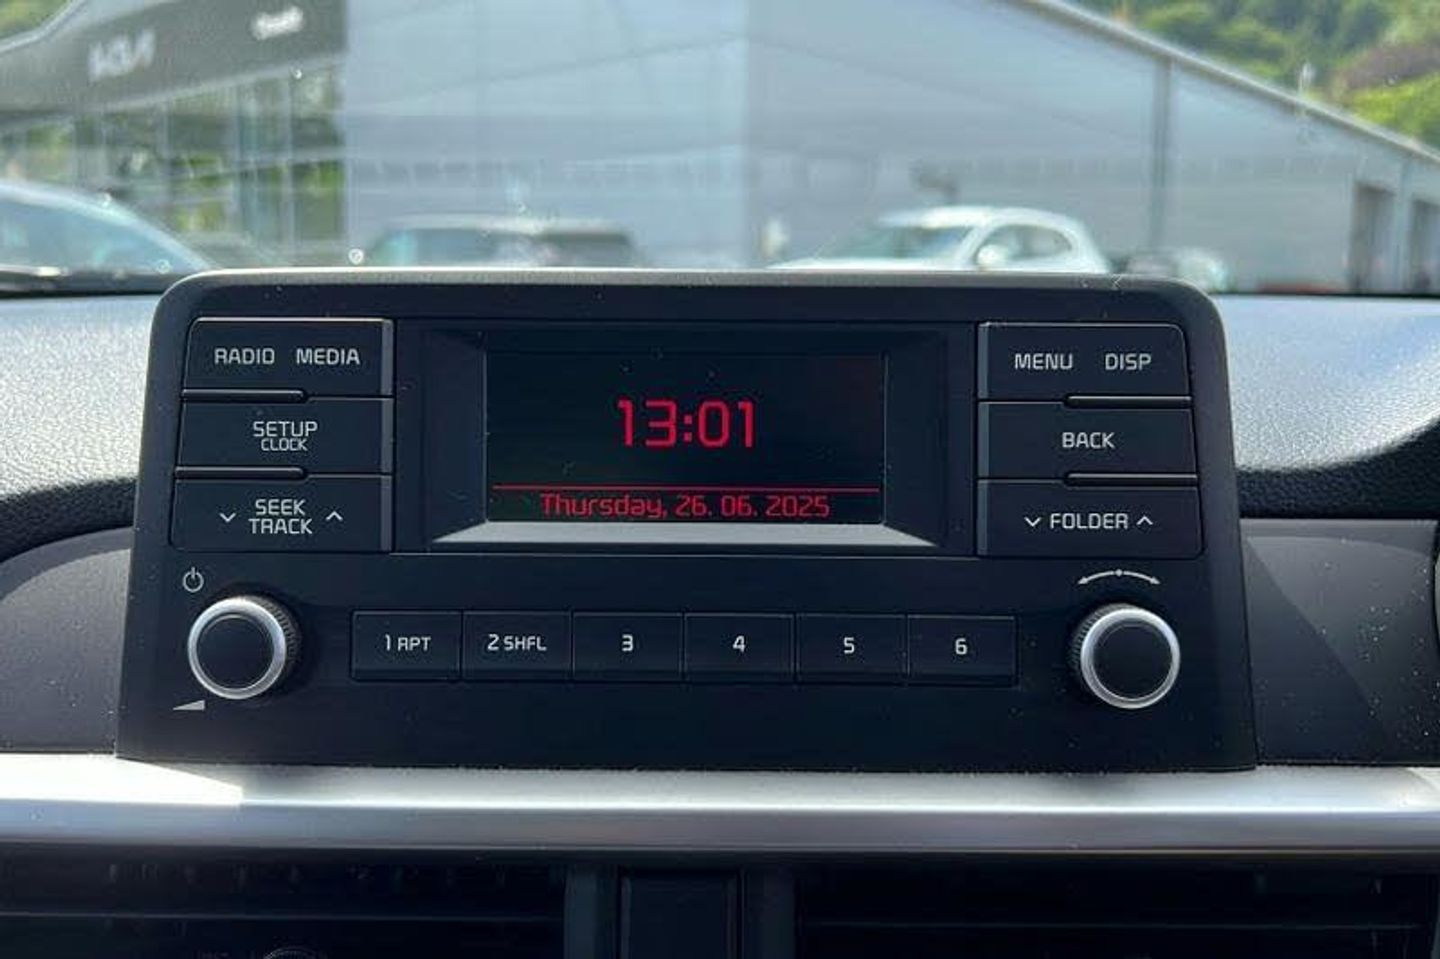 KIA
RADIO MEDIA
SETUP
CLOCK
SEEK
TRACK
13:01
Thursday, 26. 06. 2025
MENU DISP
BACK
FOLDER
1 RPT
2 SHFL
3
4
5
6